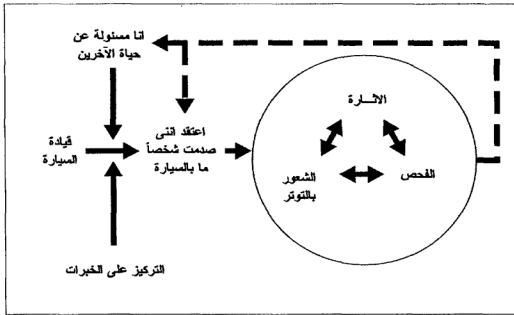 انا مسئولة عن
حياة الآخرين
الاثـــارة
اعتقد اننى
صدمت شخصاً
ما بالسيارة
قيادة
السيارة
الفحص
الشعور
بالتوتر
التركيز على الخبرات